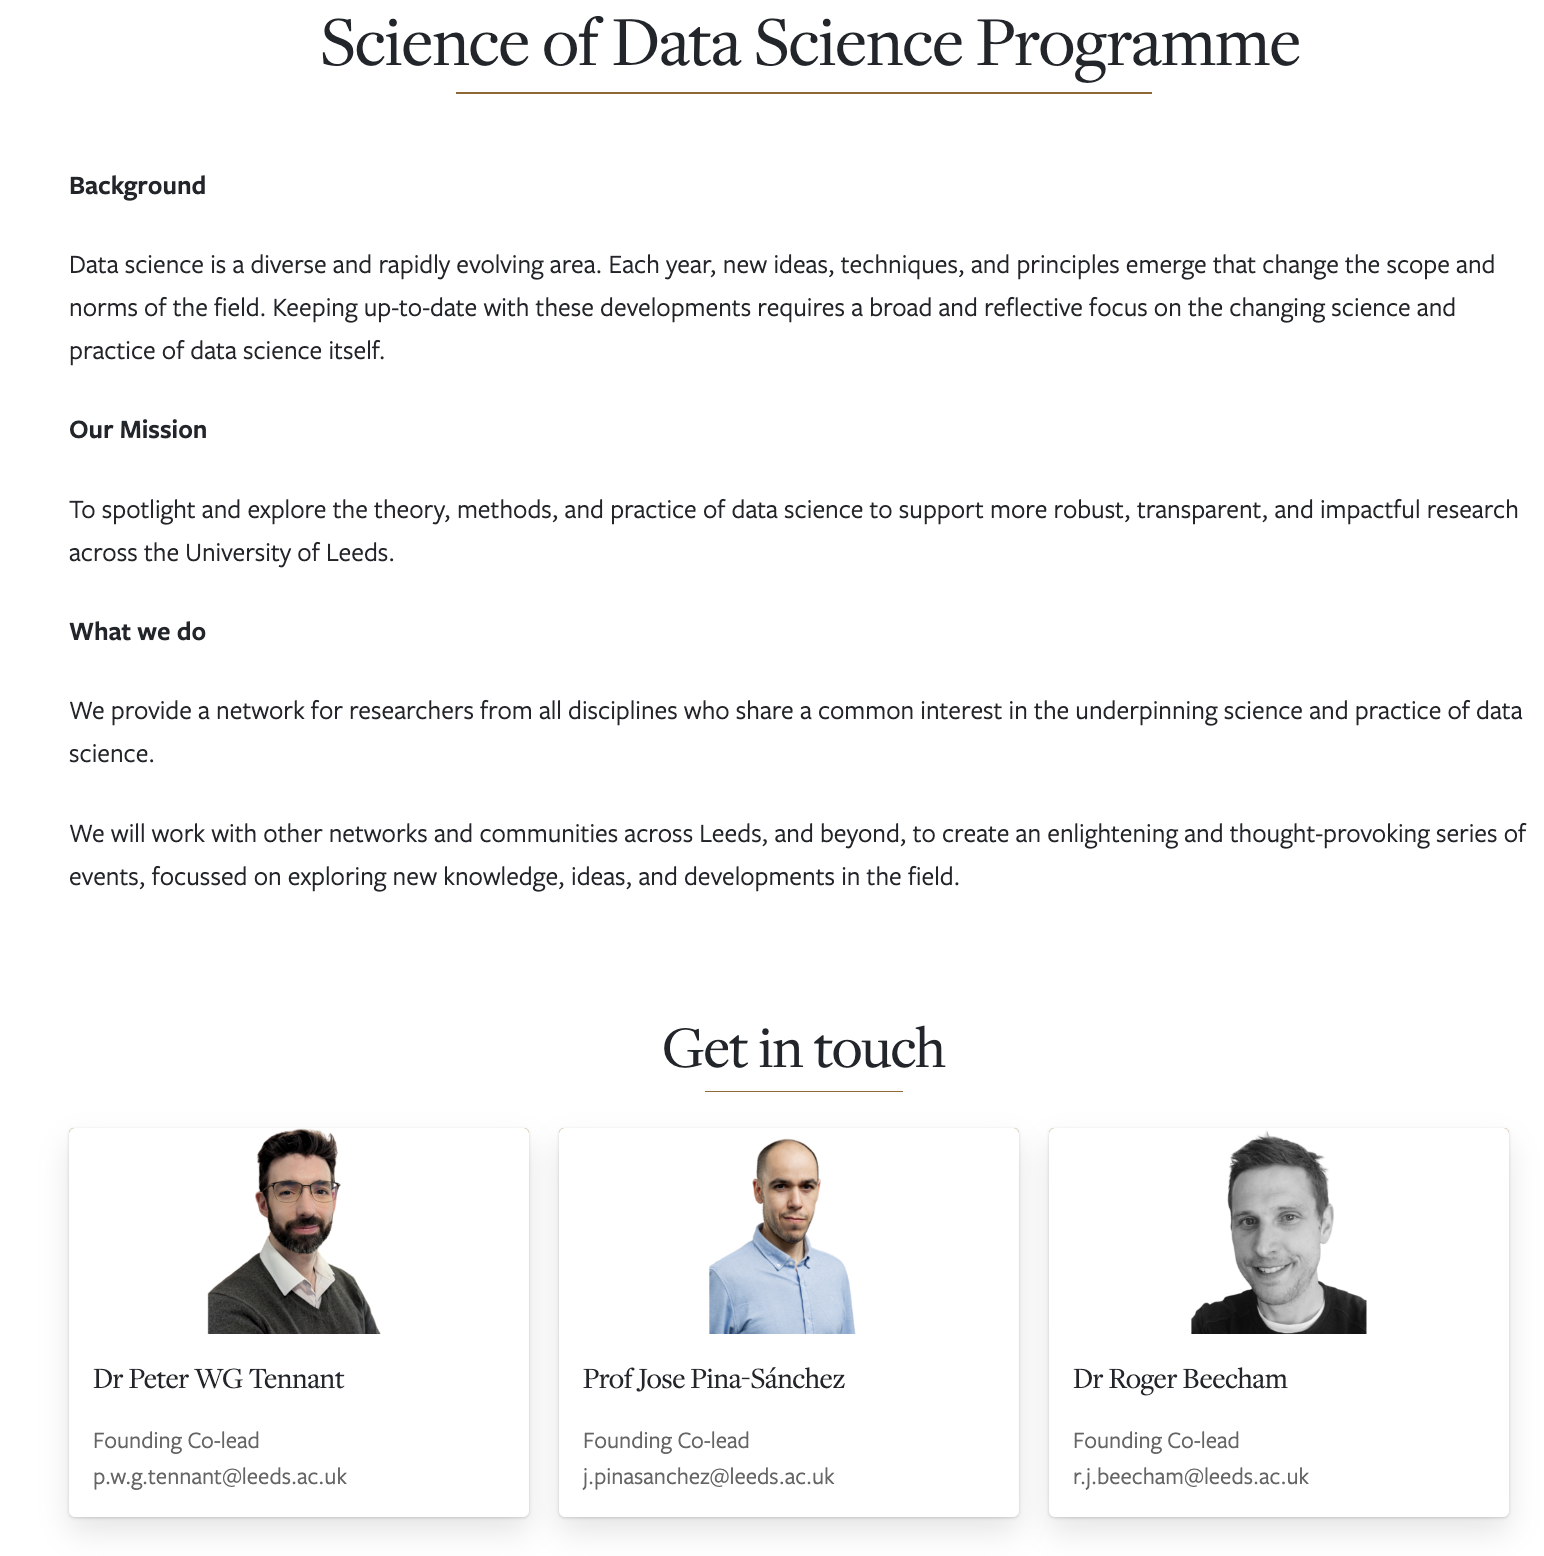 Science of Data Science Programme
Background
Data science is a diverse and rapidly evolving area. Each year, new ideas, techniques, and principles emerge that change the scope and
norms of the field. Keeping up-to-date with these developments requires a broad and reflective focus on the changing science and
practice of data science itself.
Our Mission
To spotlight and explore the theory, methods, and practice of data science to support more robust, transparent, and impactful research
across the University of Leeds.
What we do
We provide a network for researchers from all disciplines who share a common interest in the underpinning science and practice of data
science.
We will work with other networks and communities across Leeds, and beyond, to create an enlightening and thought-provoking series of
events, focussed on exploring new knowledge, ideas, and developments in the field.
Get in touch
Dr Peter WG Tennant
Founding Co-lead
p.w.g.tennant@leeds.ac.uk
Prof Jose Pina-Sánchez
Founding Co-lead
j.pinasanchez@leeds.ac.uk
Dr Roger Beecham
Founding Co-lead
r.j.beecham@leeds.ac.uk